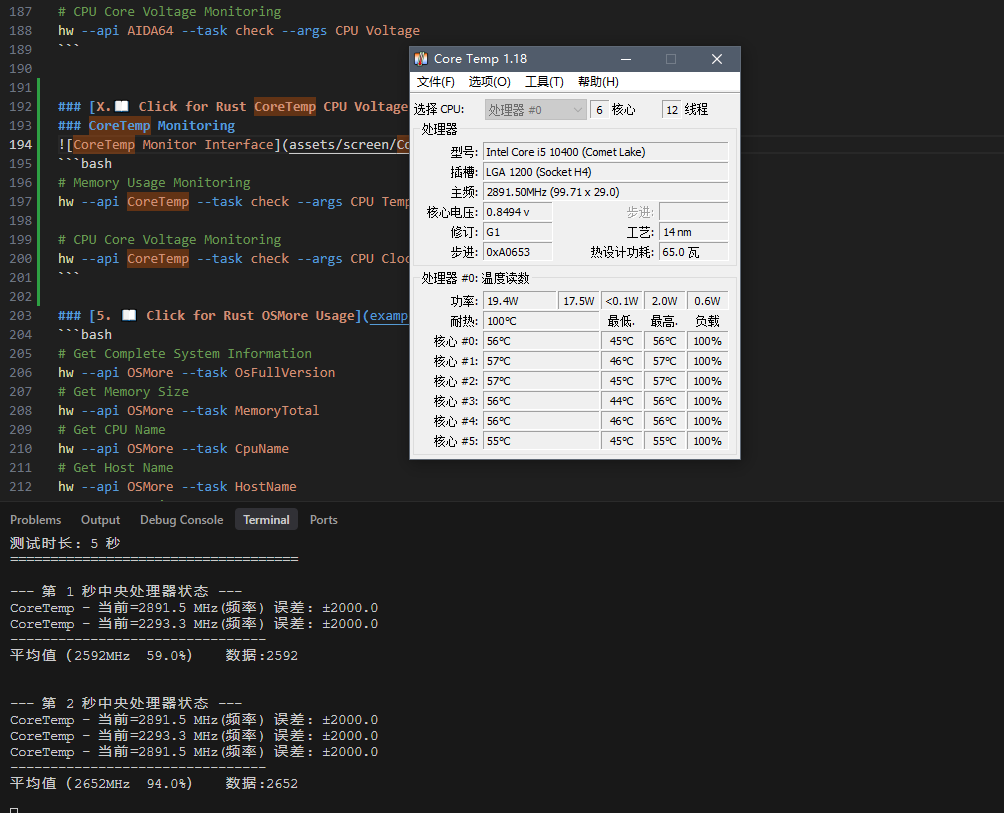 187 # CPU Core Voltage Monitoring
188 hw --api AIDA64 --task check --args CPU Voltage
189 ```
190
191
192 ### [X.📖 Click for Rust CoreTemp CPU Voltage
193 ### CoreTemp Monitoring
194 ![CoreTemp Monitor Interface](assets/screen/Co
195 ```bash
196 # Memory Usage Monitoring
197 hw --api CoreTemp --task check --args CPU Temp
198
199 # CPU Core Voltage Monitoring
200 hw --api CoreTemp --task check --args CPU Cloc
201 ```
202
203 ### [5. 📖 Click for Rust OSMore Usage](examp
204 ```bash
205 # Get Complete System Information
206 hw --api OSMore --task OsFullVersion
207 # Get Memory Size
208 hw --api OSMore --task MemoryTotal
209 # Get CPU Name
210 hw --api OSMore --task CpuName
211 # Get Host Name
212 hw --api OSMore --task HostName
Core Temp 1.18
文件(F) 选项(O) 工具(T) 帮助(H)
选择 CPU: 处理器 #0 6 核心 12 线程
处理器
型号: Intel Core i5 10400 (Comet Lake)
插槽: LGA 1200 (Socket H4)
主频: 2891.50MHz (99.71 x 29.0)
核心电压: 0.8494 v 步进:
修订: G1 工艺: 14 nm
步进: 0xA0653 热设计功耗: 65.0 瓦
处理器 #0: 温度读数
功率: 19.4W 17.5W <0.1W 2.0W 0.6W
耐热: 100°C 最低. 最高. 负载
核心 #0: 56°C 45°C 56°C 100%
核心 #1: 57°C 46°C 57°C 100%
核心 #2: 57°C 45°C 57°C 100%
核心 #3: 56°C 44°C 56°C 100%
核心 #4: 56°C 46°C 56°C 100%
核心 #5: 55°C 45°C 55°C 100%
Problems Output Debug Console Terminal Ports
测试时长: 5 秒
====================================
--- 第 1 秒中央处理器状态 ---
CoreTemp - 当前=2891.5 MHz(频率) 误差: ±2000.0
CoreTemp - 当前=2293.3 MHz(频率) 误差: ±2000.0
--------------------------------
平均值 (2592MHz 59.0%) 数据:2592
--- 第 2 秒中央处理器状态 ---
CoreTemp - 当前=2891.5 MHz(频率) 误差: ±2000.0
CoreTemp - 当前=2293.3 MHz(频率) 误差: ±2000.0
CoreTemp - 当前=2891.5 MHz(频率) 误差: ±2000.0
--------------------------------
平均值 (2652MHz 94.0%) 数据:2652